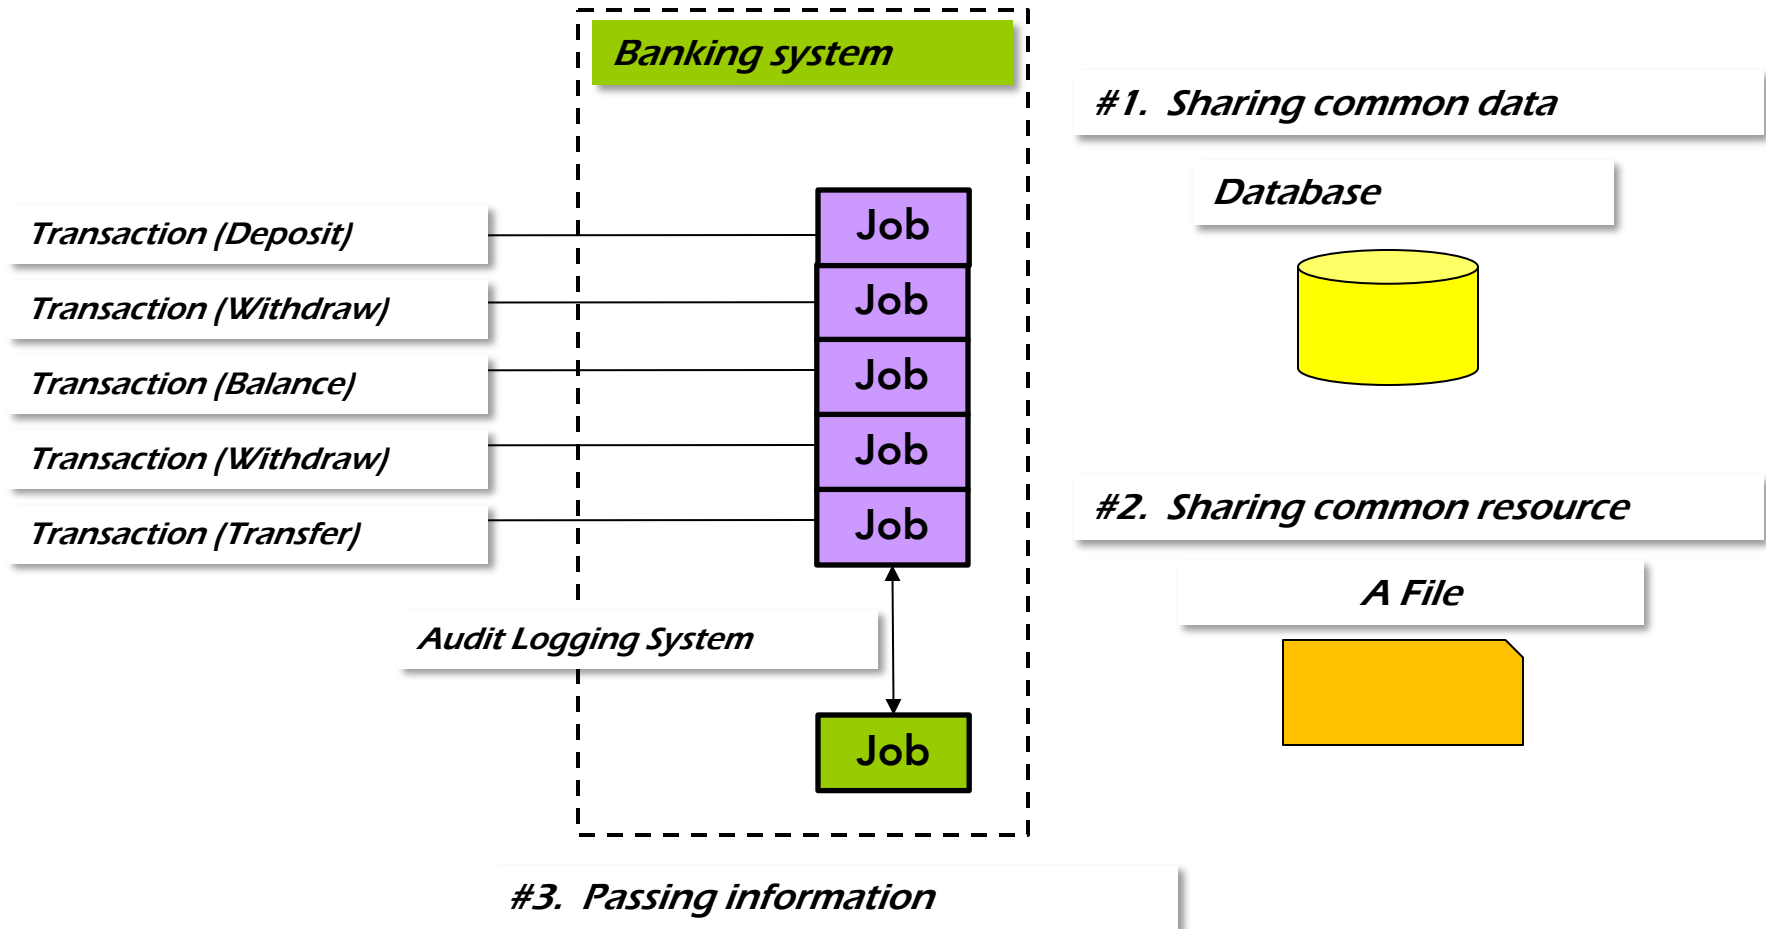 Banking system
#1.  Sharing common data
Database
Transaction (Deposit)
Job
Transaction (Withdraw)
Job
Transaction (Balance)
Job
Transaction (Withdraw)
Job
Transaction (Transfer)
Job
#2.  Sharing common resource
A File
Audit Logging System
Job
#3.  Passing information